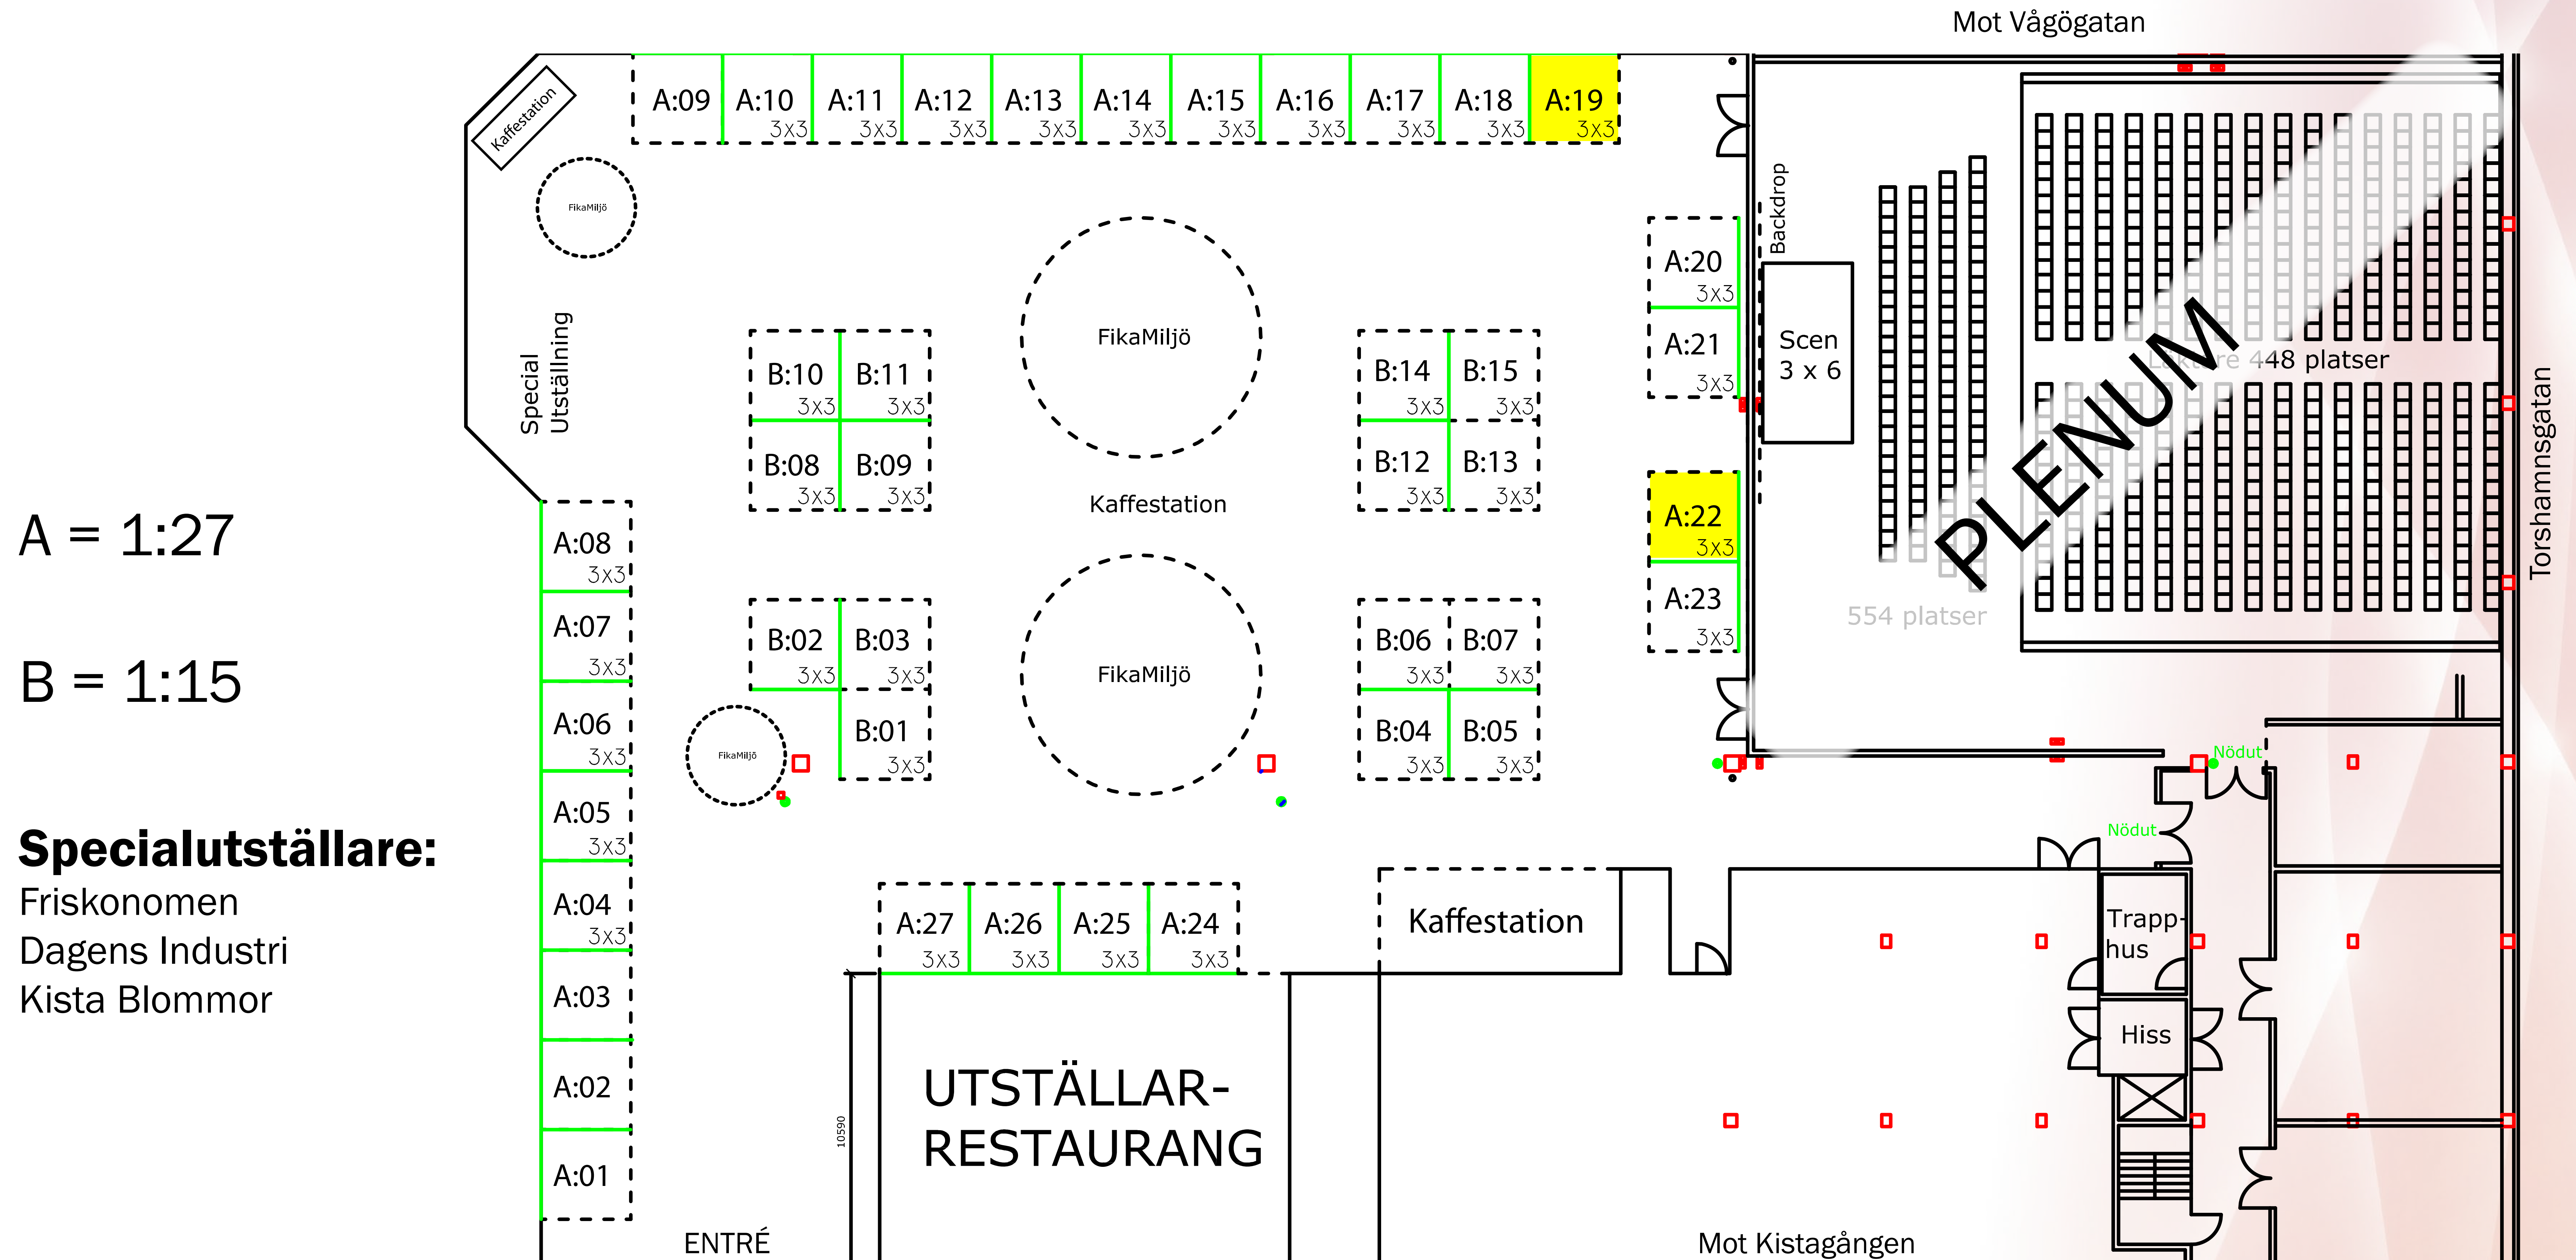 Mot Vågögatan
Kaffestation
A:09
A:10
3x3
A:11
3x3
A:12
3x3
A:13
3x3
A:14
3x3
A:15
3x3
A:16
3x3
A:17
3x3
A:18
3x3
A:19
3x3
FikaMiljö
Special
Utställning
FikaMiljö
Backdrop
A:20
3x3
A:21
3x3
Scen
3 x 6
B:10
3x3
B:11
3x3
B:08
3x3
B:09
3x3
B:14
3x3
B:15
3x3
B:12
3x3
B:13
3x3
Kaffestation
PLENUM
448 platser
554 platser
Torshamnsgatan
A = 1:27
B = 1:15
A:22
3x3
A:23
3x3
A:08
3x3
A:07
3x3
A:06
3x3
A:05
3x3
A:04
3x3
A:03
A:02
A:01
B:02
3x3
B:03
3x3
B:01
3x3
FikaMiljö
FikaMiljö
B:06
3x3
B:07
3x3
B:04
3x3
B:05
3x3
Nödut
Nödut
Specialutställare:
Friskonomen
Dagens Industri
Kista Blommor
A:27
3x3
A:26
3x3
A:25
3x3
A:24
3x3
Kaffestation
Trapp-
hus
Hiss
10590
UTSTÄLLAR-
RESTAURANG
ENTRÉ
Mot Kistagången